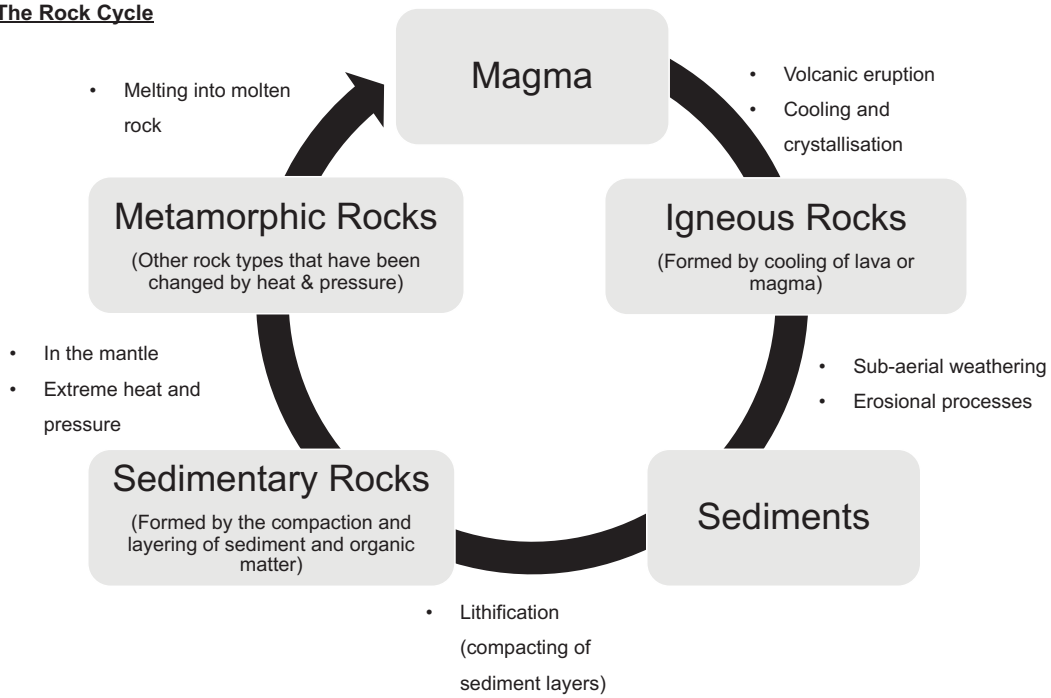 The Rock Cycle
Magma
• Volcanic eruption
• Cooling and
crystallisation
Igneous Rocks
(Formed by cooling of lava or
magma)
• Sub-aerial weathering
• Erosional processes
Sediments
• Lithification
(compacting of
sediment layers)
Sedimentary Rocks
(Formed by the compaction and
layering of sediment and organic
matter)
• In the mantle
• Extreme heat and
pressure
Metamorphic Rocks
(Other rock types that have been
changed by heat & pressure)
• Melting into molten
rock